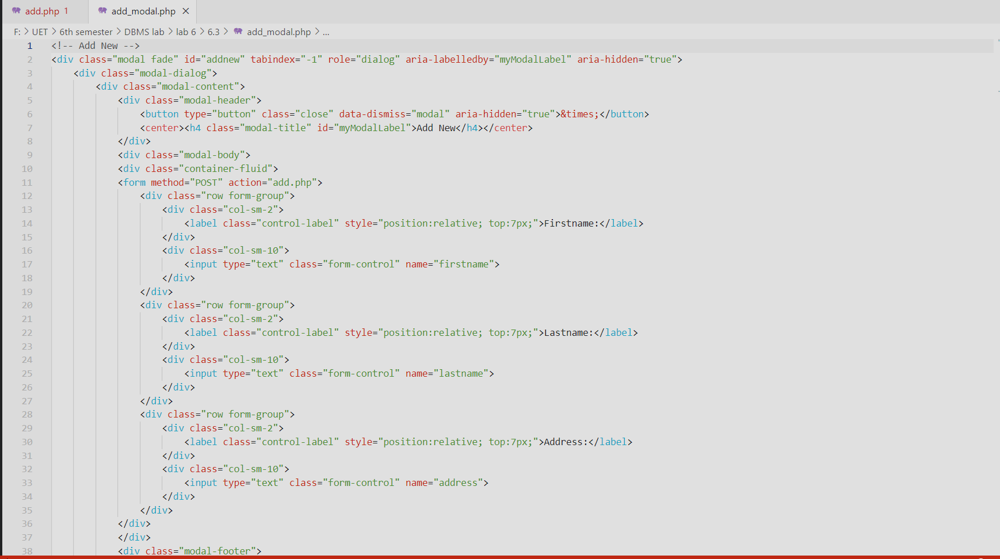 add.php 1 add_modal.php ×
F: > UET > 6th semester > DBMS lab > lab 6 > 6.3 > add_modal.php > ...
1 <!-- Add New -->
2 <div class="modal fade" id="addnew" tabindex="-1" role="dialog" aria-labelledby="myModalLabel" aria-hidden="true">
3 <div class="modal-dialog">
4 <div class="modal-content">
5 <div class="modal-header">
6 <button type="button" class="close" data-dismiss="modal" aria-hidden="true">&times;</button>
7 <center><h4 class="modal-title" id="myModalLabel">Add New</h4></center>
8 </div>
9 <div class="modal-body">
10 <div class="container-fluid">
11 <form method="POST" action="add.php">
12 <div class="row form-group">
13 <div class="col-sm-2">
14 <label class="control-label" style="position:relative; top:7px;">Firstname:</label>
15 </div>
16 <div class="col-sm-10">
17 <input type="text" class="form-control" name="firstname">
18 </div>
19 </div>
20 <div class="row form-group">
21 <div class="col-sm-2">
22 <label class="control-label" style="position:relative; top:7px;">Lastname:</label>
23 </div>
24 <div class="col-sm-10">
25 <input type="text" class="form-control" name="lastname">
26 </div>
27 </div>
28 <div class="row form-group">
29 <div class="col-sm-2">
30 <label class="control-label" style="position:relative; top:7px;">Address:</label>
31 </div>
32 <div class="col-sm-10">
33 <input type="text" class="form-control" name="address">
34 </div>
35 </div>
36 </div>
37 </div>
38 <div class="modal-footer">